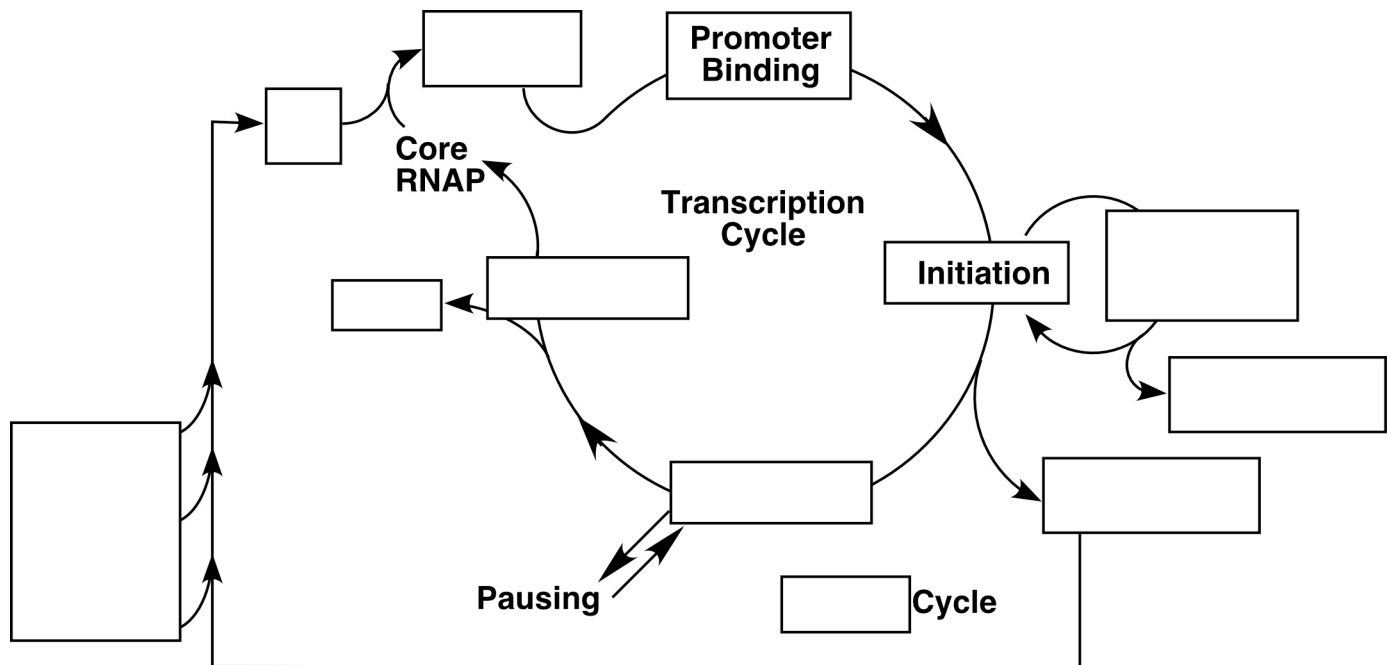 Promoter
Binding
Core
RNAP
Transcription
Cycle
Initiation
Pausing
Cycle